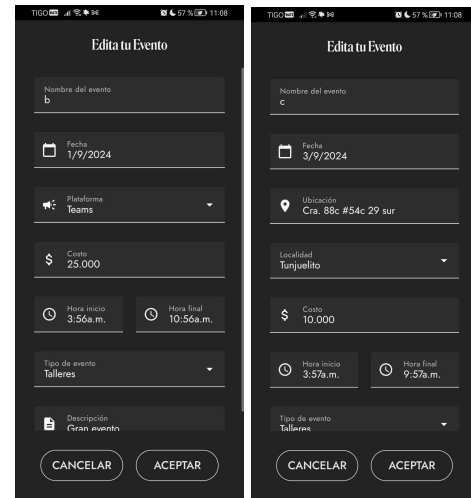 TIGO HD 57 % 11:08
Edita tu Evento
Nombre del evento
b
Fecha
1/9/2024
Plataforma
Teams
Costo
$ 25.000
Hora inicio
3:56a.m.
Hora final
10:56a.m.
Tipo de evento
Talleres
Descripción
Gran evento
CANCELAR ACEPTAR
TIGO HD 57 % 11:08
Edita tu Evento
Nombre del evento
c
Fecha
3/9/2024
Ubicación
Cra. 88c #54c 29 sur
Localidad
Tunjuelito
Costo
$ 10.000
Hora inicio
3:57a.m.
Hora final
9:57a.m.
Tipo de evento
Talleres
CANCELAR ACEPTAR